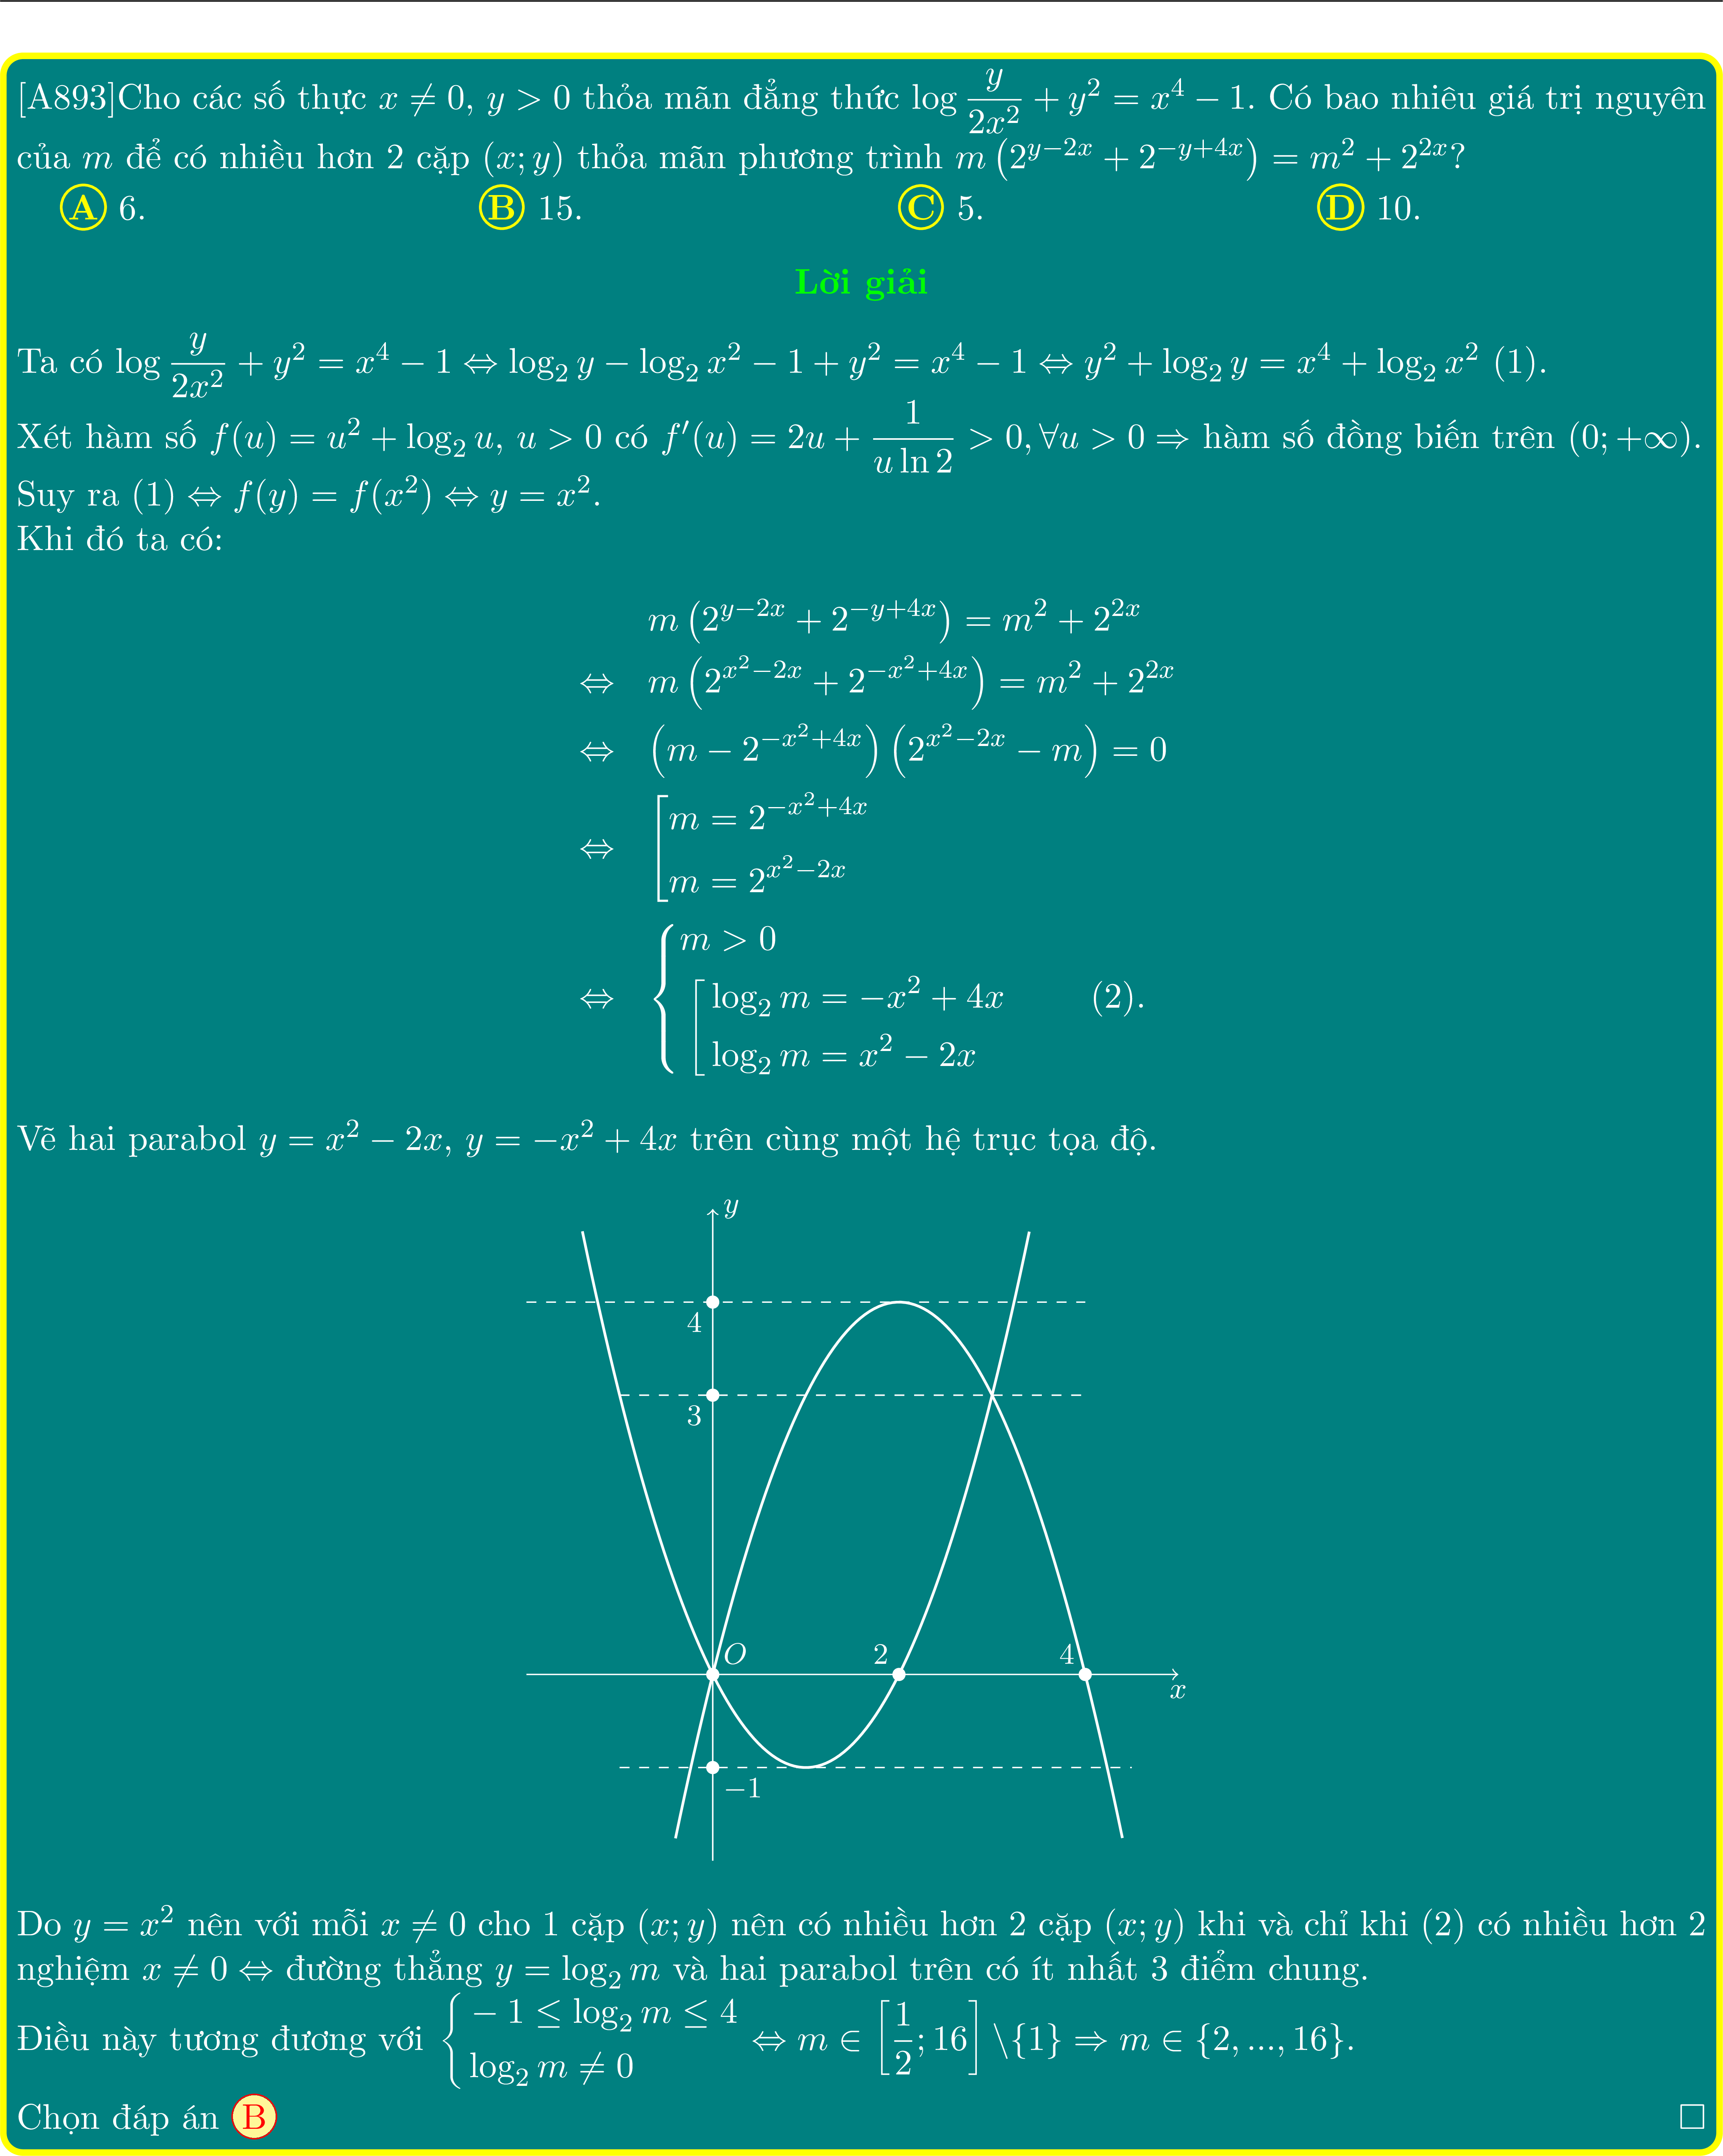 [A893]Cho các số thực $x \neq 0$, $y > 0$ thỏa mãn đẳng thức $\log \dfrac{y}{2x^2} + y^2 = x^4 - 1$. Có bao nhiêu giá trị nguyên
của $m$ để có nhiều hơn 2 cặp $(x; y)$ thỏa mãn phương trình $m\left(2^{y-2x} + 2^{-y+4x}\right) = m^2 + 2^{2x}$?
A 6. B 15. C 5. D 10.
Lời giải
Ta có $\log \dfrac{y}{2x^2} + y^2 = x^4 - 1 \Leftrightarrow \log_2 y - \log_2 x^2 - 1 + y^2 = x^4 - 1 \Leftrightarrow y^2 + \log_2 y = x^4 + \log_2 x^2$ (1).
Xét hàm số $f(u) = u^2 + \log_2 u$, $u > 0$ có $f'(u) = 2u + \dfrac{1}{u \ln 2} > 0, \forall u > 0 \Rightarrow$ hàm số đồng biến trên $(0; +\infty)$.
Suy ra $(1) \Leftrightarrow f(y) = f(x^2) \Leftrightarrow y = x^2$.
Khi đó ta có:
$m\left(2^{y-2x} + 2^{-y+4x}\right) = m^2 + 2^{2x}$
$\Leftrightarrow m\left(2^{x^2-2x} + 2^{-x^2+4x}\right) = m^2 + 2^{2x}$
$\Leftrightarrow \left(m - 2^{-x^2+4x}\right)\left(2^{x^2-2x} - m\right) = 0$
$\Leftrightarrow \left[\begin{array}{l} m = 2^{-x^2+4x} \\ m = 2^{x^2-2x} \end{array}\right.$
$\Leftrightarrow \left\{\begin{array}{l} m > 0 \\ \left[\begin{array}{l} \log_2 m = -x^2 + 4x \\ \log_2 m = x^2 - 2x \end{array}\right. \end{array}\right.$ (2).
Vẽ hai parabol $y = x^2 - 2x$, $y = -x^2 + 4x$ trên cùng một hệ trục tọa độ.
y
4
3
O 2 4
x
−1
Do $y = x^2$ nên với mỗi $x \neq 0$ cho 1 cặp $(x; y)$ nên có nhiều hơn 2 cặp $(x; y)$ khi và chỉ khi (2) có nhiều hơn 2
nghiệm $x \neq 0 \Leftrightarrow$ đường thẳng $y = \log_2 m$ và hai parabol trên có ít nhất 3 điểm chung.
Điều này tương đương với $\left\{\begin{array}{l} -1 \leq \log_2 m \leq 4 \\ \log_2 m \neq 0 \end{array}\right. \Leftrightarrow m \in \left[\dfrac{1}{2}; 16\right] \setminus \{1\} \Rightarrow m \in \{2, ..., 16\}$.
Chọn đáp án B □